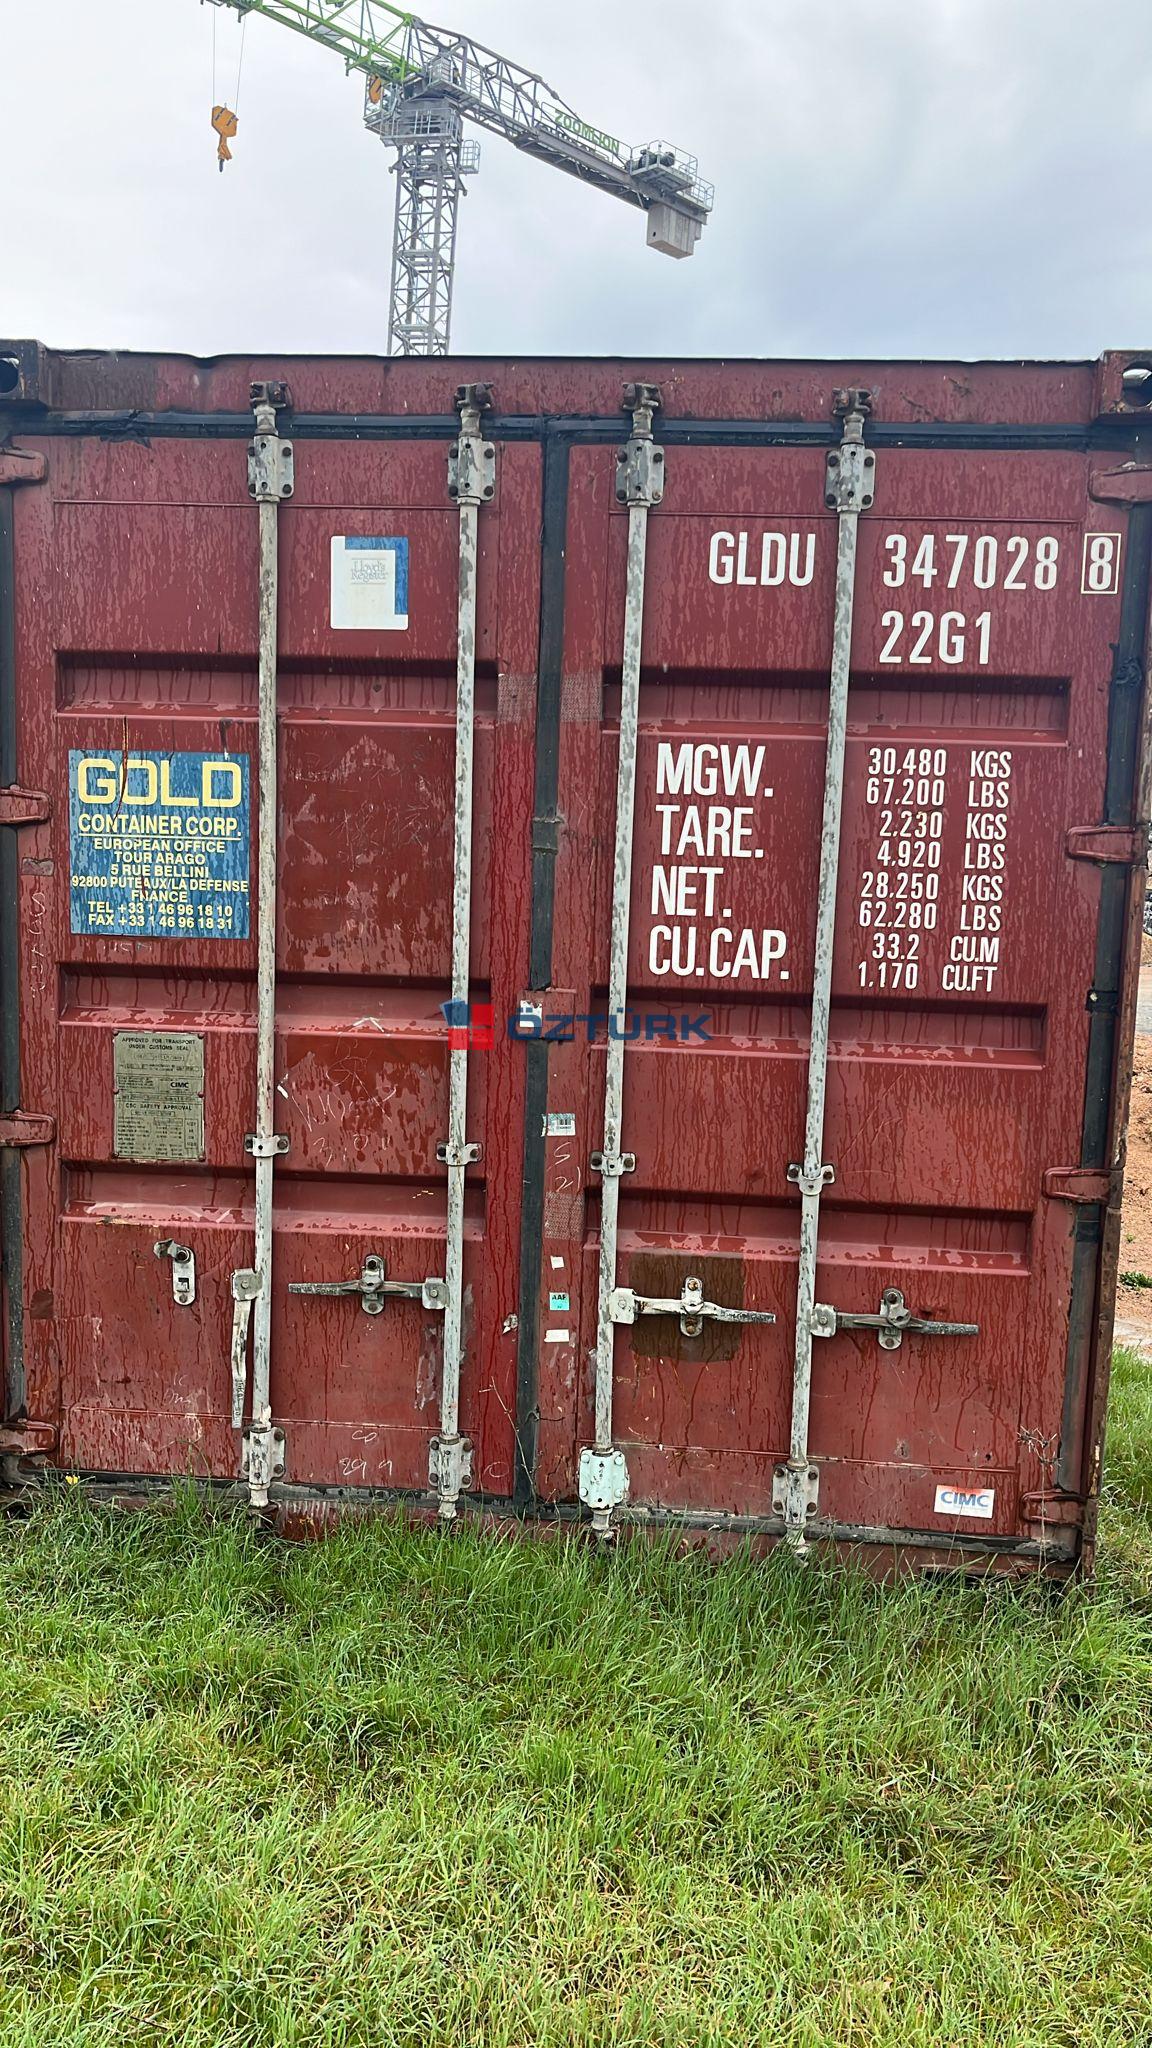 ZOOMLION
Lloyd's
Register
GLDU 347028 8
22G1
GOLD
CONTAINER CORP.
EUROPEAN OFFICE
TOUR ARAGO
5 RUE BELLINI
92800 PUTEAUX/LA DEFENSE
FRANCE
TEL +33 1 46 96 18 10
FAX +33 1 46 96 18 31
MGW. 30.480 KGS
67.200 LBS
TARE. 2.230 KGS
4.920 LBS
NET. 28.250 KGS
62.280 LBS
CU.CAP. 33.2 CU.M
1.170 CU.FT
ÖZTÜRK
APPROVED FOR TRANSPORT
UNDER CUSTOMS SEAL
CIMC
CSC SAFETY APPROVAL
CIMC